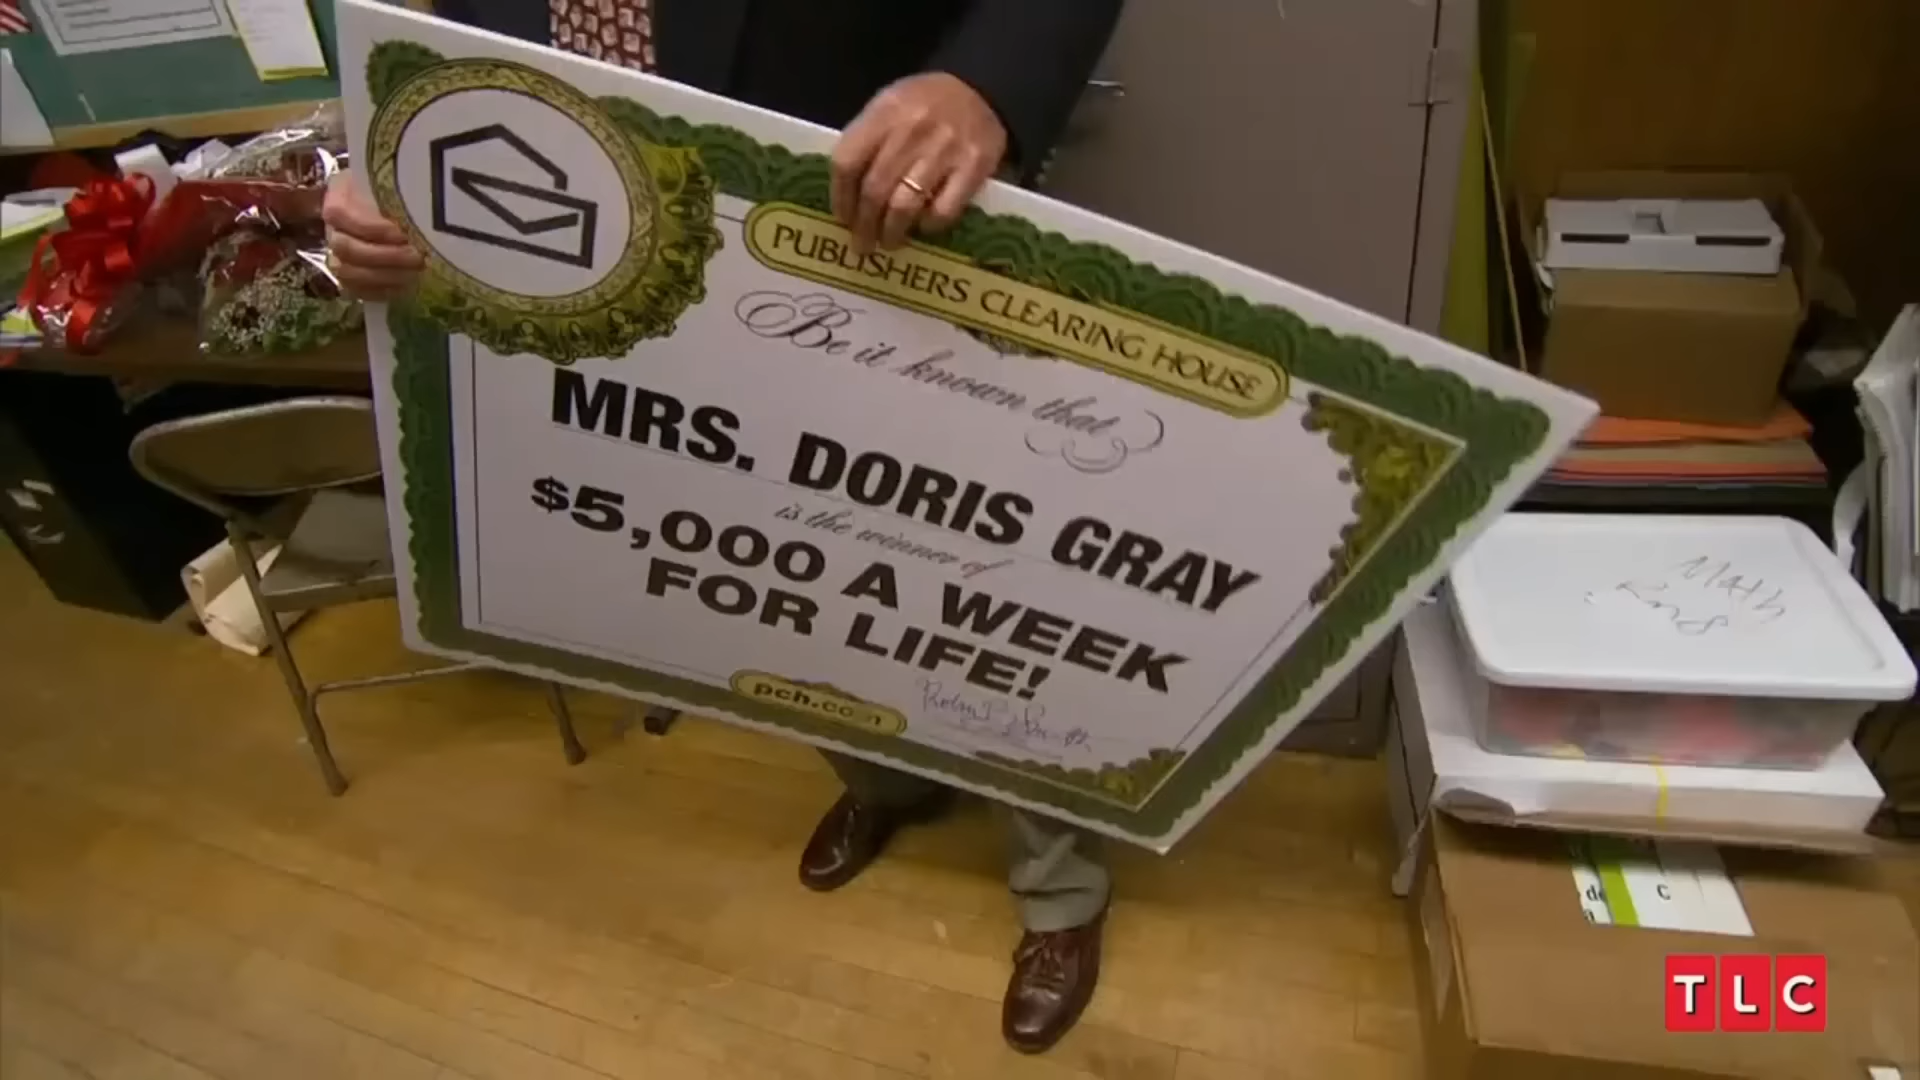 PUBLISHERS CLEARING HOUSE
Be it known that
MRS. DORIS GRAY
is the winner of
$5,000 A WEEK
FOR LIFE!
pch.com
Math
C
TLC